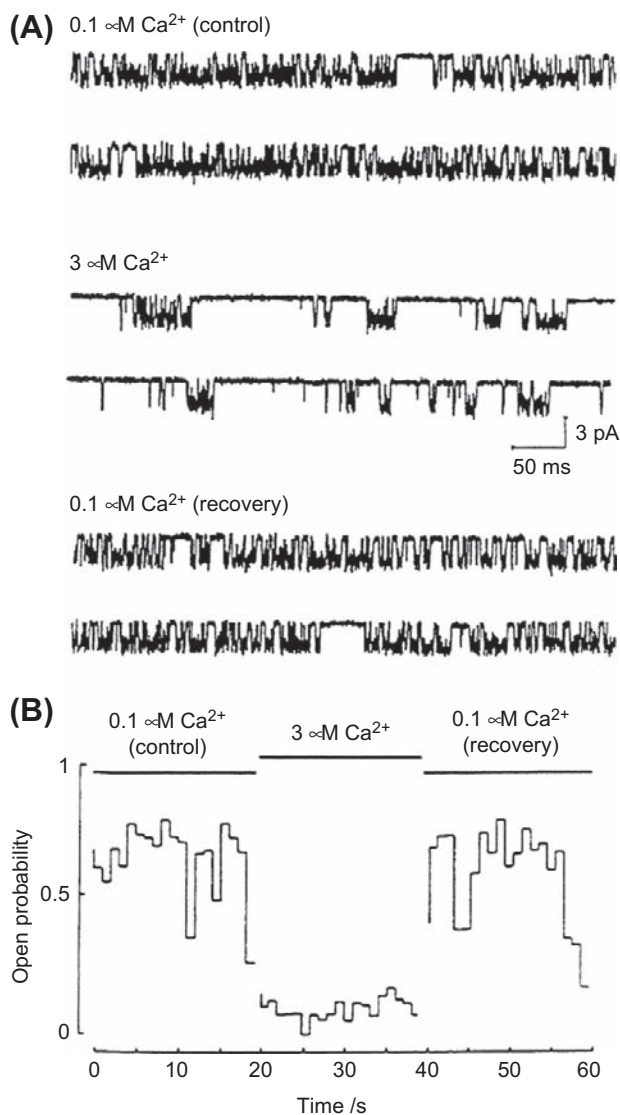 (A)
0.1 ∝M Ca²⁺ (control)
3 ∝M Ca²⁺
3 pA
50 ms
0.1 ∝M Ca²⁺ (recovery)
(B)
0.1 ∝M Ca²⁺
(control)
3 ∝M Ca²⁺
0.1 ∝M Ca²⁺
(recovery)
1
0.5
0
Open probability
0 10 20 30 40 50 60
Time /s